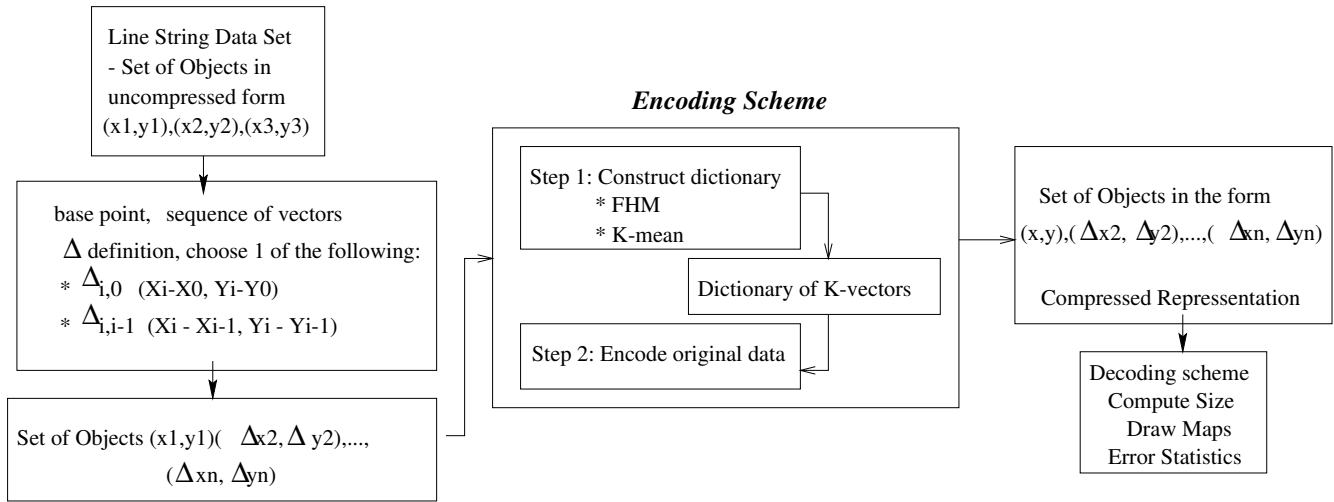 Line String Data Set
- Set of Objects in
uncompressed form
(x1,y1),(x2,y2),(x3,y3)
base point, sequence of vectors
Δ definition, choose 1 of the following:
* Δi,0 (Xi-X0, Yi-Y0)
* Δi,i-1 (Xi - Xi-1, Yi - Yi-1)
Set of Objects (x1,y1)( Δx2, Δ y2),...,
(Δxn, Δyn)
Encoding Scheme
Step 1: Construct dictionary
* FHM
* K-mean
Dictionary of K-vectors
Step 2: Encode original data
Set of Objects in the form
(x,y),(Δx2, Δy2),...,( Δxn, Δyn)
Compressed Representation
Decoding scheme
Compute Size
Draw Maps
Error Statistics